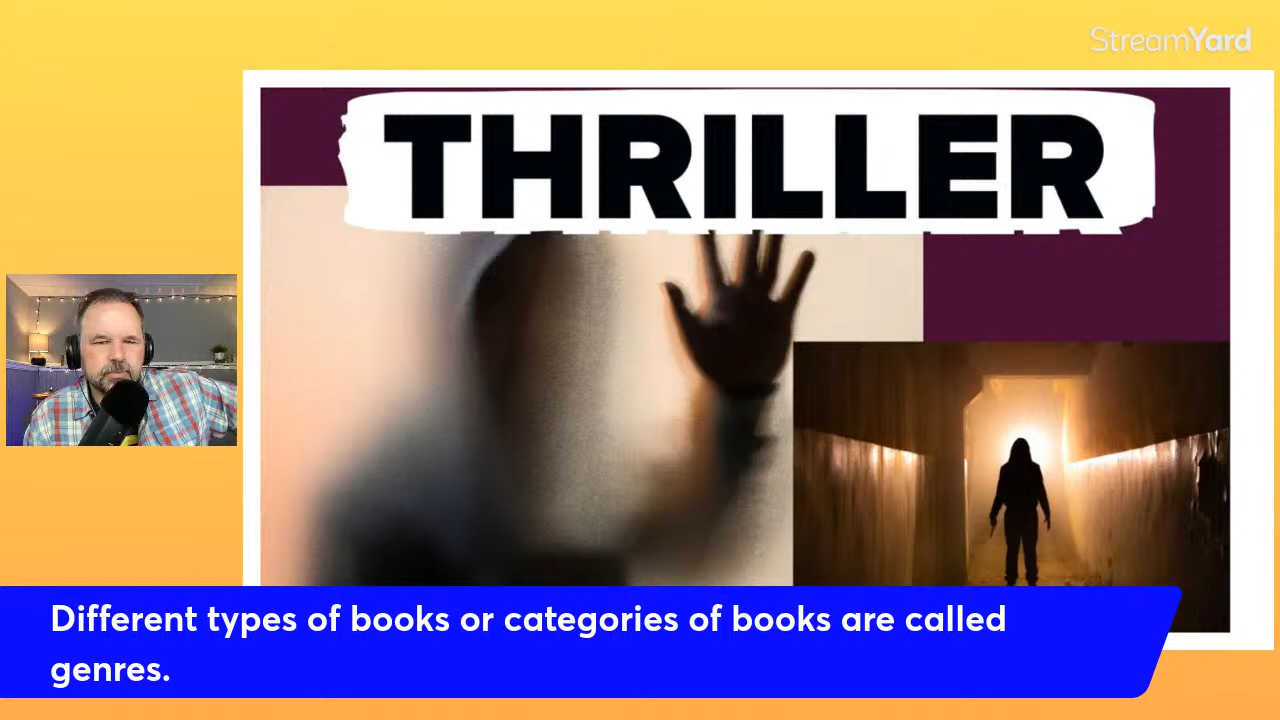 StreamYard
THRILLER
Different types of books or categories of books are called
genres.